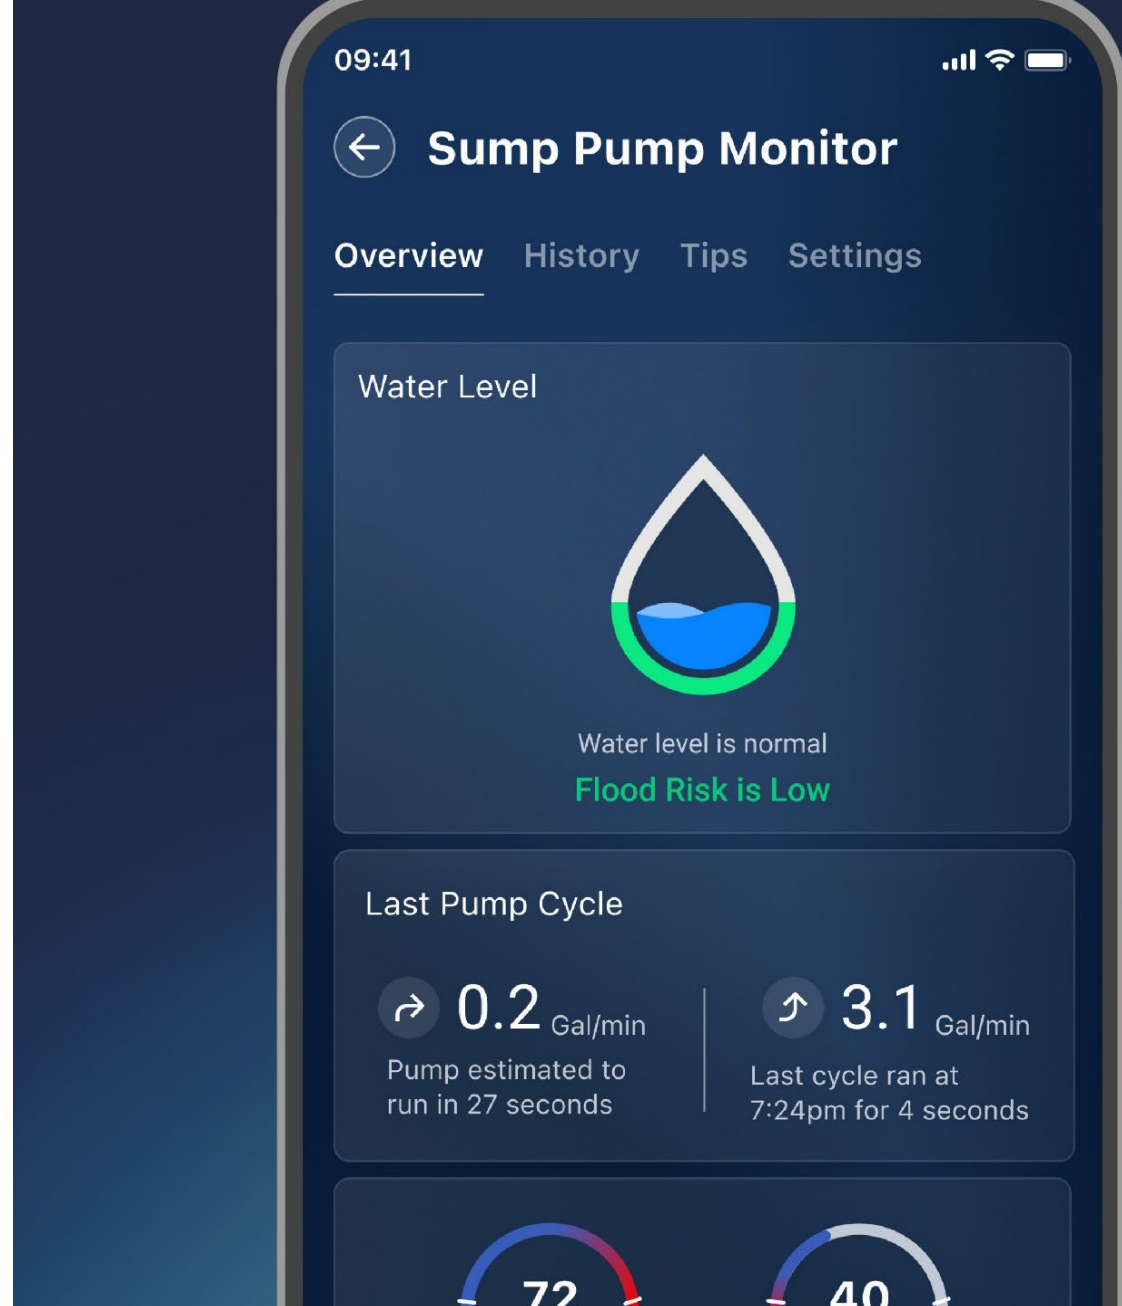 09:41
Sump Pump Monitor
Overview History Tips Settings
Water Level
Water level is normal
Flood Risk is Low
Last Pump Cycle
0.2 Gal/min
Pump estimated to
run in 27 seconds
3.1 Gal/min
Last cycle ran at
7:24pm for 4 seconds
72
40